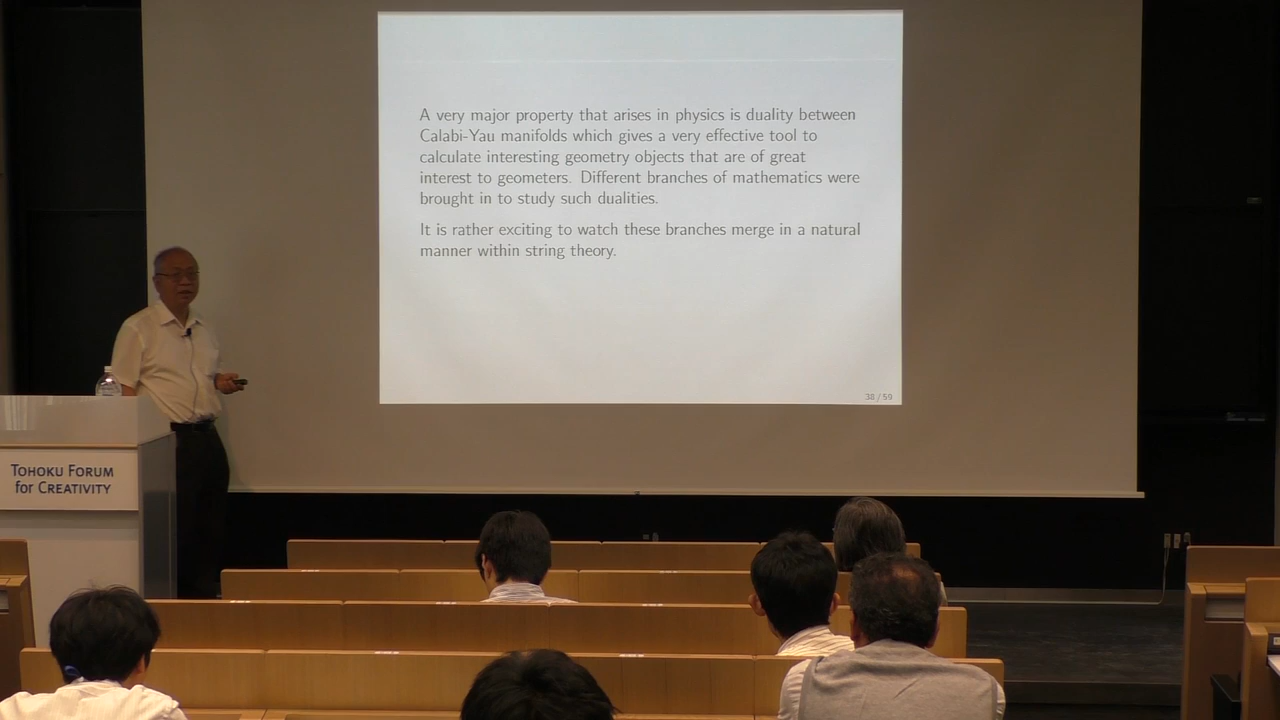 A very major property that arises in physics is duality between
Calabi-Yau manifolds which gives a very effective tool to
calculate interesting geometry objects that are of great
interest to geometers. Different branches of mathematics were
brought in to study such dualities.
It is rather exciting to watch these branches merge in a natural
manner within string theory.
38 / 59
TOHOKU FORUM
for CREATIVITY